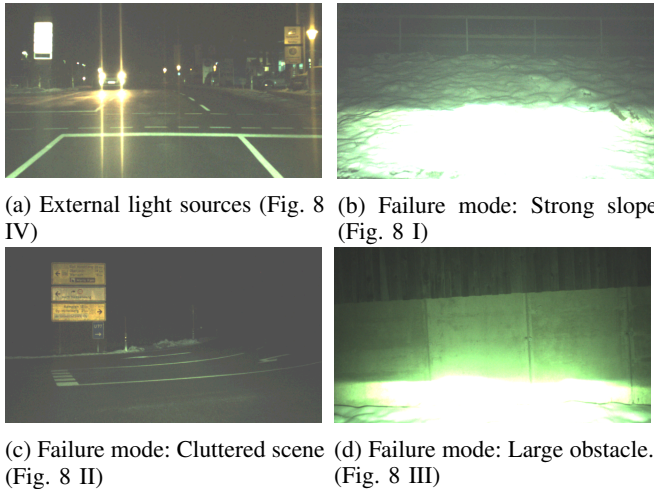 (a) External light sources (Fig. 8
IV)
(b) Failure mode: Strong slope
(Fig. 8 I)
(c) Failure mode: Cluttered scene
(Fig. 8 II)
(d) Failure mode: Large obstacle.
(Fig. 8 III)